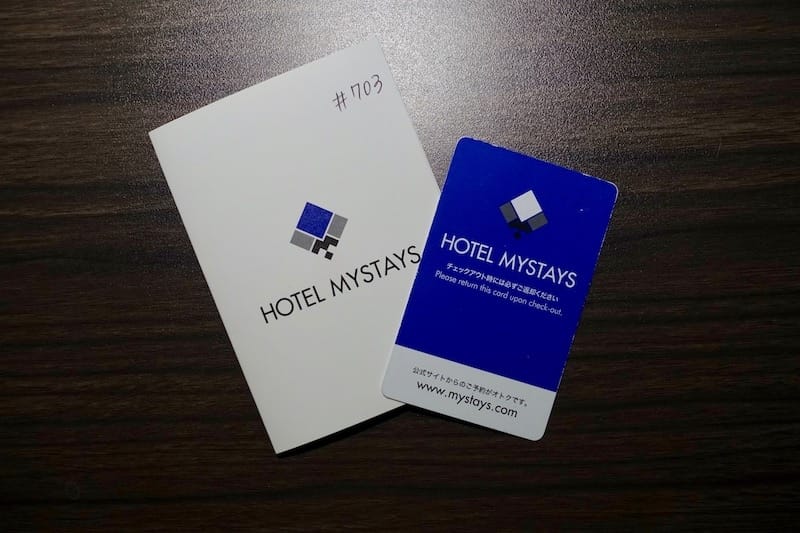 #703
HOTEL MYSTAYS
HOTEL MYSTAYS
チェックアウト時には必ずご返却ください
Please return this card upon check-out.
公式サイトからのご予約がオトクです。
www.mystays.com